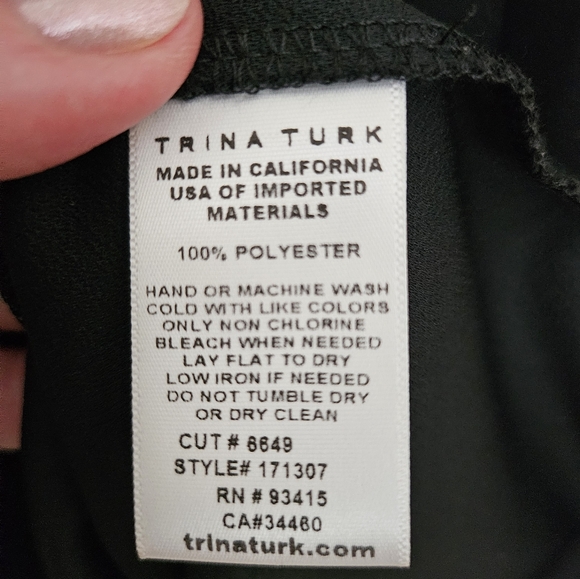 TRINA TURK
MADE IN CALIFORNIA
USA OF IMPORTED
MATERIALS
100% POLYESTER
HAND OR MACHINE WASH
COLD WITH LIKE COLORS
ONLY NON CHLORINE
BLEACH WHEN NEEDED
LAY FLAT TO DRY
LOW IRON IF NEEDED
DO NOT TUMBLE DRY
OR DRY CLEAN
CUT # 8649
STYLE# 171307
RN # 93415
CA#34460
trinaturk.com